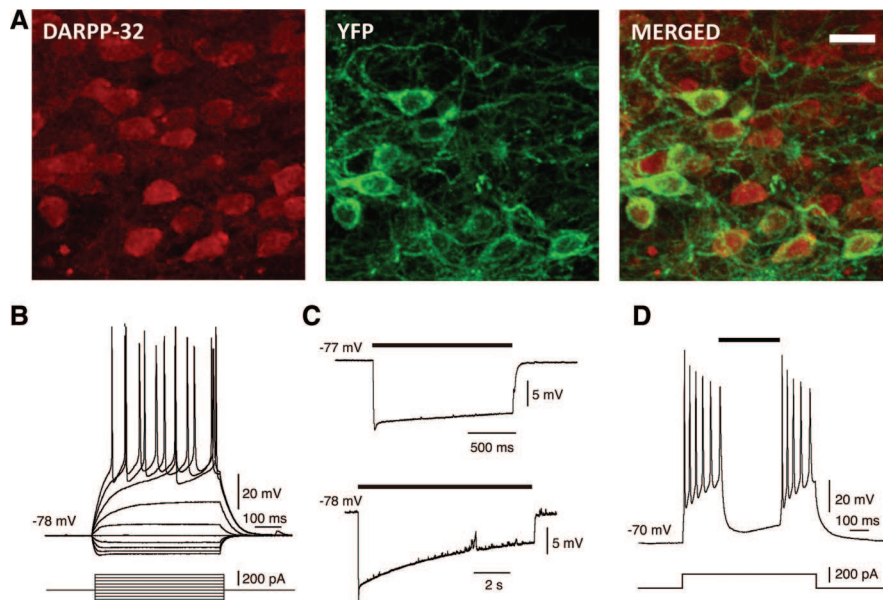 A
DARPP-32
YFP
MERGED
B
-78 mV
20 mV
100 ms
200 pA
C
-77 mV
5 mV
500 ms
-78 mV
5 mV
2 s
D
-70 mV
20 mV
100 ms
200 pA